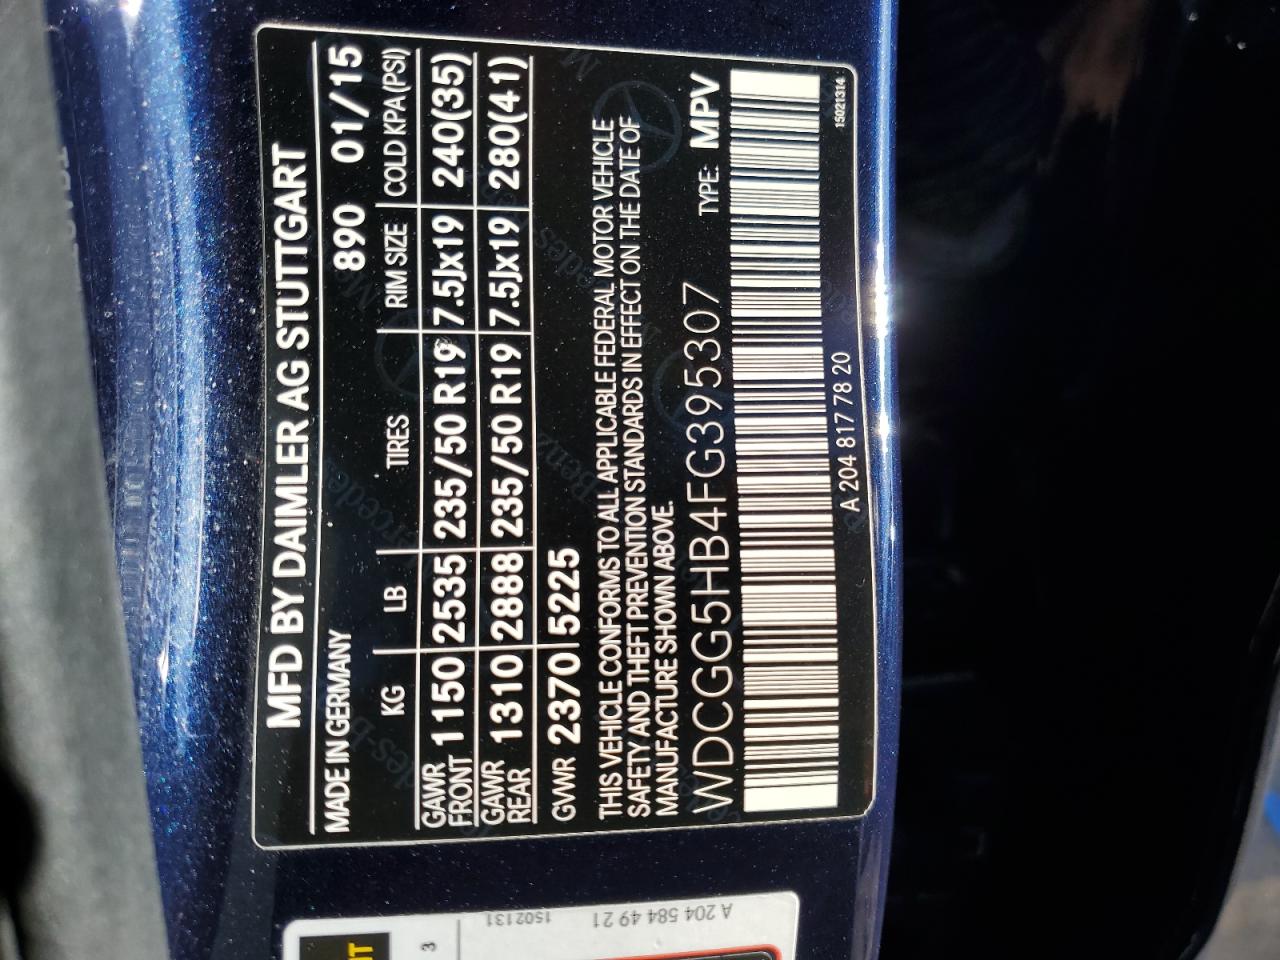 MFD BY DAIMLER AG STUTTGART
MADE IN GERMANY 890 01/15
KG LB TIRES RIM SIZE COLD KPA (PSI)
GAWR FRONT 1150 2535 235/50 R19 7.5Jx19 240(35)
GAWR REAR 1310 2888 235/50 R19 7.5Jx19 280(41)
GVWR 2370 5225
THIS VEHICLE CONFORMS TO ALL APPLICABLE FEDERAL MOTOR VEHICLE
SAFETY AND THEFT PREVENTION STANDARDS IN EFFECT ON THE DATE OF
MANUFACTURE SHOWN ABOVE.
WDCGG5HB4FG395307 TYPE: MPV
A 204 817 78 20 15021314
A 204 584 49 21
1502131
3